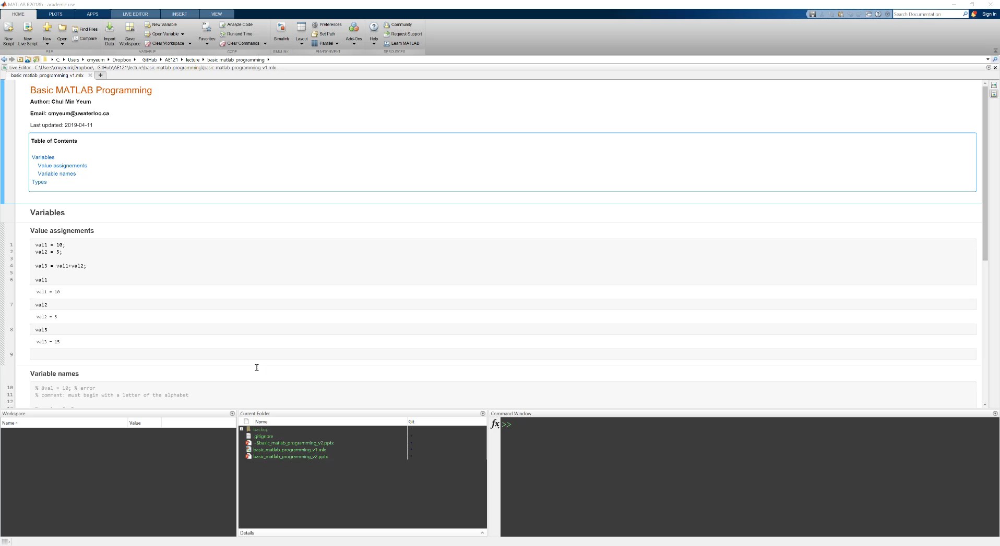 MATLAB R2018b - academic use
HOME PLOTS APPS LIVE EDITOR INSERT VIEW Search Documentation Sign In
New Script
New Live Script
New
Open
Find Files
Compare
Import Data
Save Workspace
New Variable
Open Variable
Clear Workspace
Favorites
Analyze Code
Run and Time
Clear Commands
Simulink
Layout
Preferences
Set Path
Parallel
Add-Ons
Help
Community
Request Support
Learn MATLAB
FILE VARIABLE CODE SIMULINK ENVIRONMENT RESOURCES
C: Users cmyeum Dropbox GitHub AE121 lecture basic matlab programming
Live Editor C:\Users\cmyeum\Dropbox\_GitHub\AE121\lecture\basic matlab programming\basic matlab programming v1.mlx
basic matlab programming v1.mlx
Basic MATLAB Programming
Author: Chul Min Yeum
Email: cmyeum@uwaterloo.ca
Last updated: 2019-04-11
Table of Contents
Variables
Value assignements
Variable names
Types
Variables
Value assignements
1 val1 = 10;
2 val2 = 5;
3
4 val3 = val1+val2;
5
6 val1
val1 = 10
7 val2
val2 = 5
8 val3
val3 = 15
9
Variable names
10 % 8val = 10; % error
11 % comment: must begin with a letter of the alphabet
12
Workspace
Name Value
Current Folder
Name Git
backup
.gitignore
~$basic_matlab_programming_v2.pptx
basic_matlab_programming_v1.mlx
basic_matlab_programming_v2.pptx
Details
Command Window
fx >>